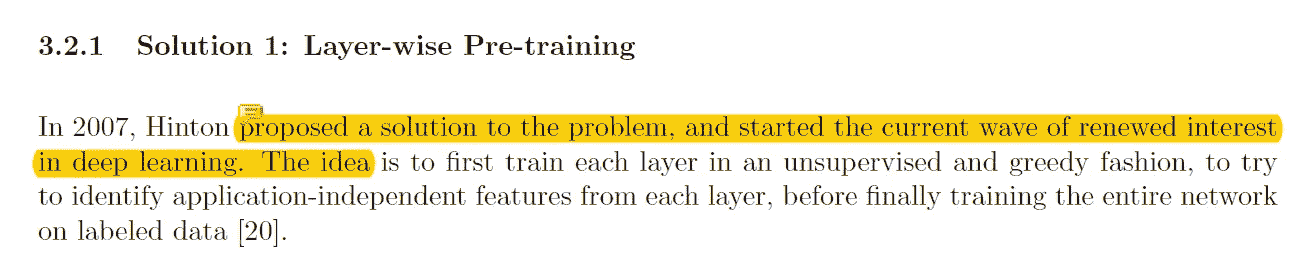 3.2.1 Solution 1: Layer-wise Pre-training
In 2007, Hinton proposed a solution to the problem, and started the current wave of renewed interest
in deep learning. The idea is to first train each layer in an unsupervised and greedy fashion, to try
to identify application-independent features from each layer, before finally training the entire network
on labeled data [20].